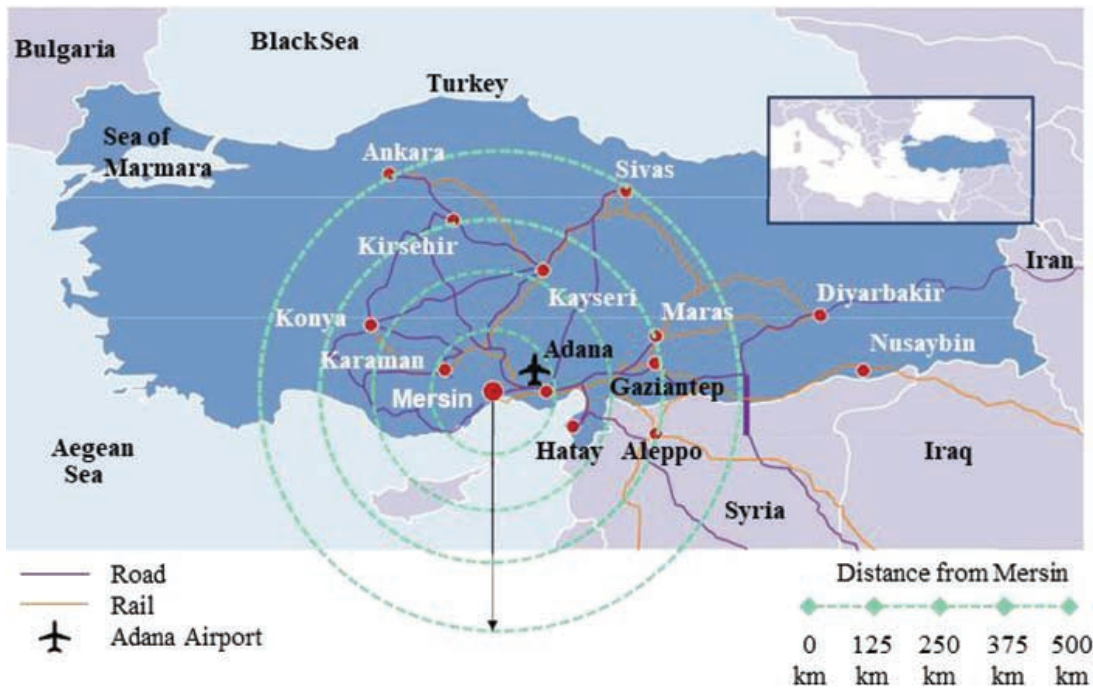 Bulgaria
Black Sea
Turkey
Sea of
Marmara
Ankara
Sivas
Kirsehir
Iran
Kayseri
Diyarbakir
Konya
Maras
Nusaybin
Karaman
Adana
Mersin
Gaziantep
Aegean
Sea
Hatay
Aleppo
Iraq
Syria
Road
Rail
Adana Airport
Distance from Mersin
0 125 250 375 500
km km km km km